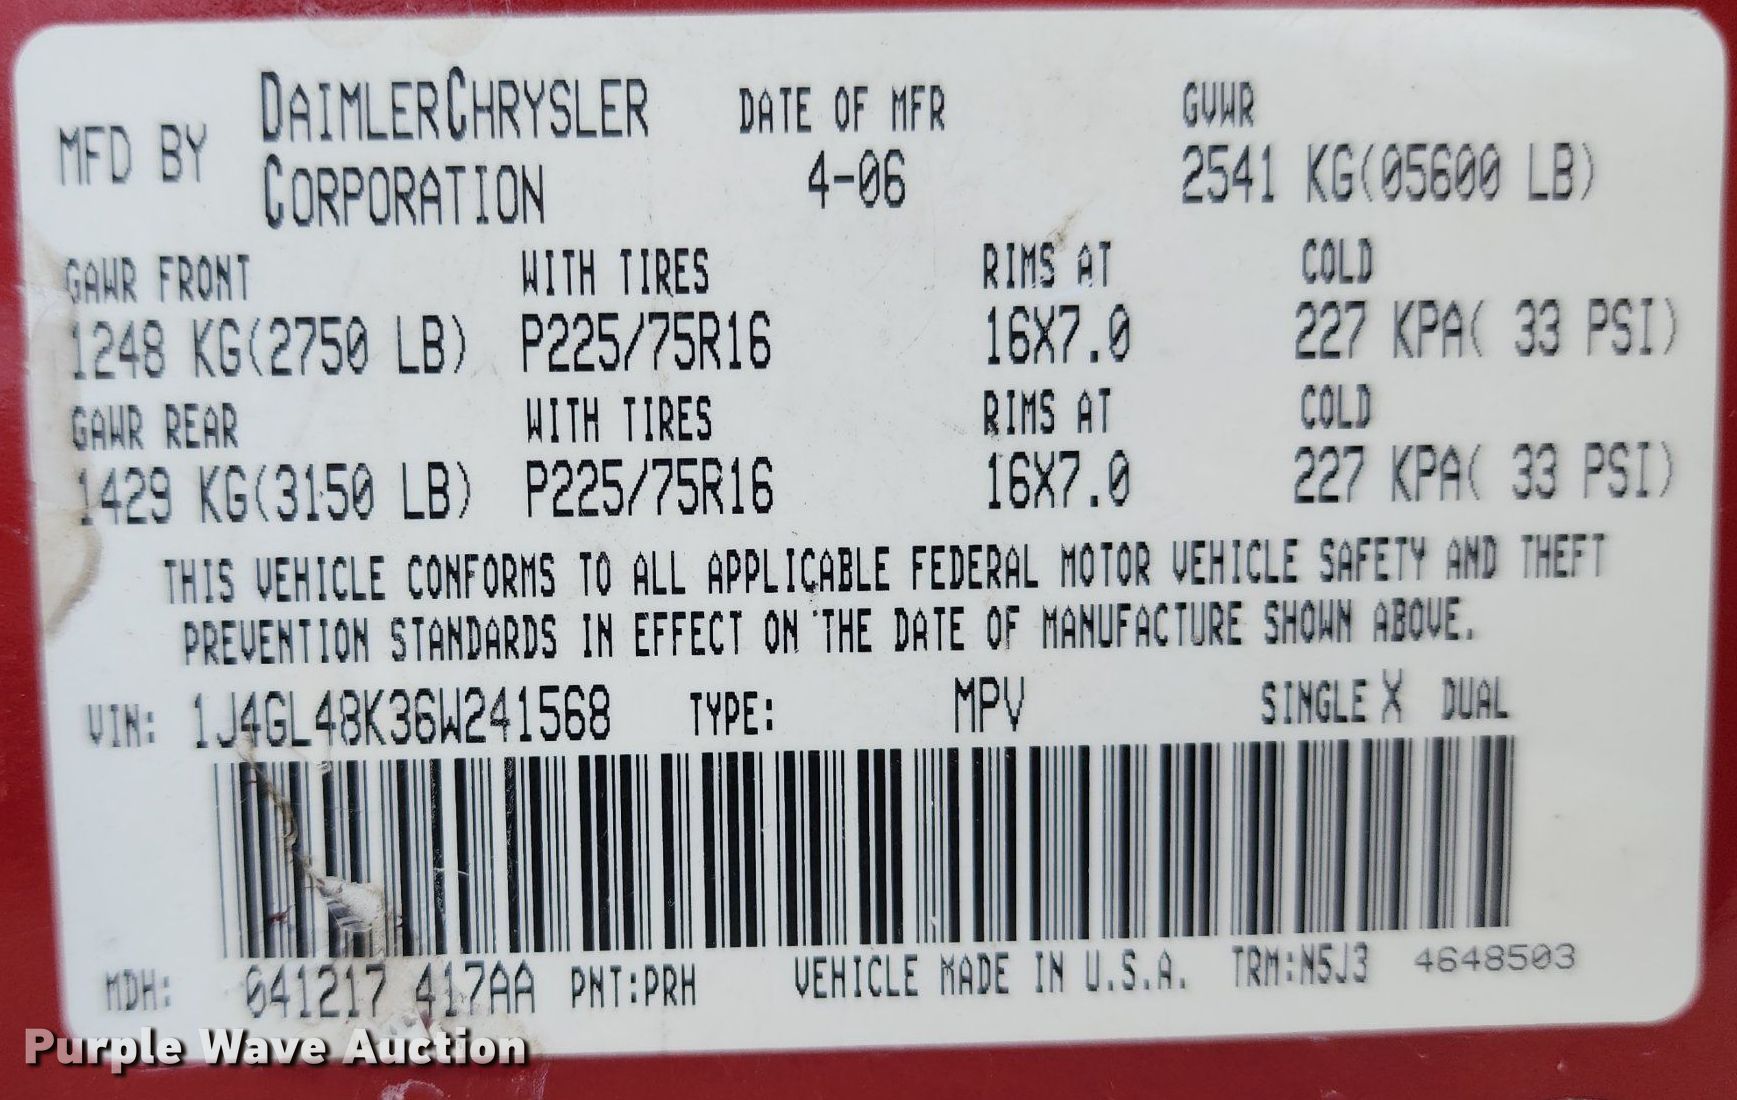 MFD BY DAIMLERCHRYSLER CORPORATION DATE OF MFR 4-06 GVWR 2541 KG(05600 LB)
GAWR FRONT WITH TIRES RIMS AT COLD
1248 KG(2750 LB) P225/75R16 16X7.0 227 KPA( 33 PSI)
GAWR REAR WITH TIRES RIMS AT COLD
1429 KG(3150 LB) P225/75R16 16X7.0 227 KPA( 33 PSI)
THIS VEHICLE CONFORMS TO ALL APPLICABLE FEDERAL MOTOR VEHICLE SAFETY AND THEFT
PREVENTION STANDARDS IN EFFECT ON THE DATE OF MANUFACTURE SHOWN ABOVE.
VIN: 1J4GL48K36W241568 TYPE: MPV SINGLE X DUAL
MDH: 041217 417AA PNT:PRH VEHICLE MADE IN U.S.A. TRM:N5J3 4648503
Purple Wave Auction